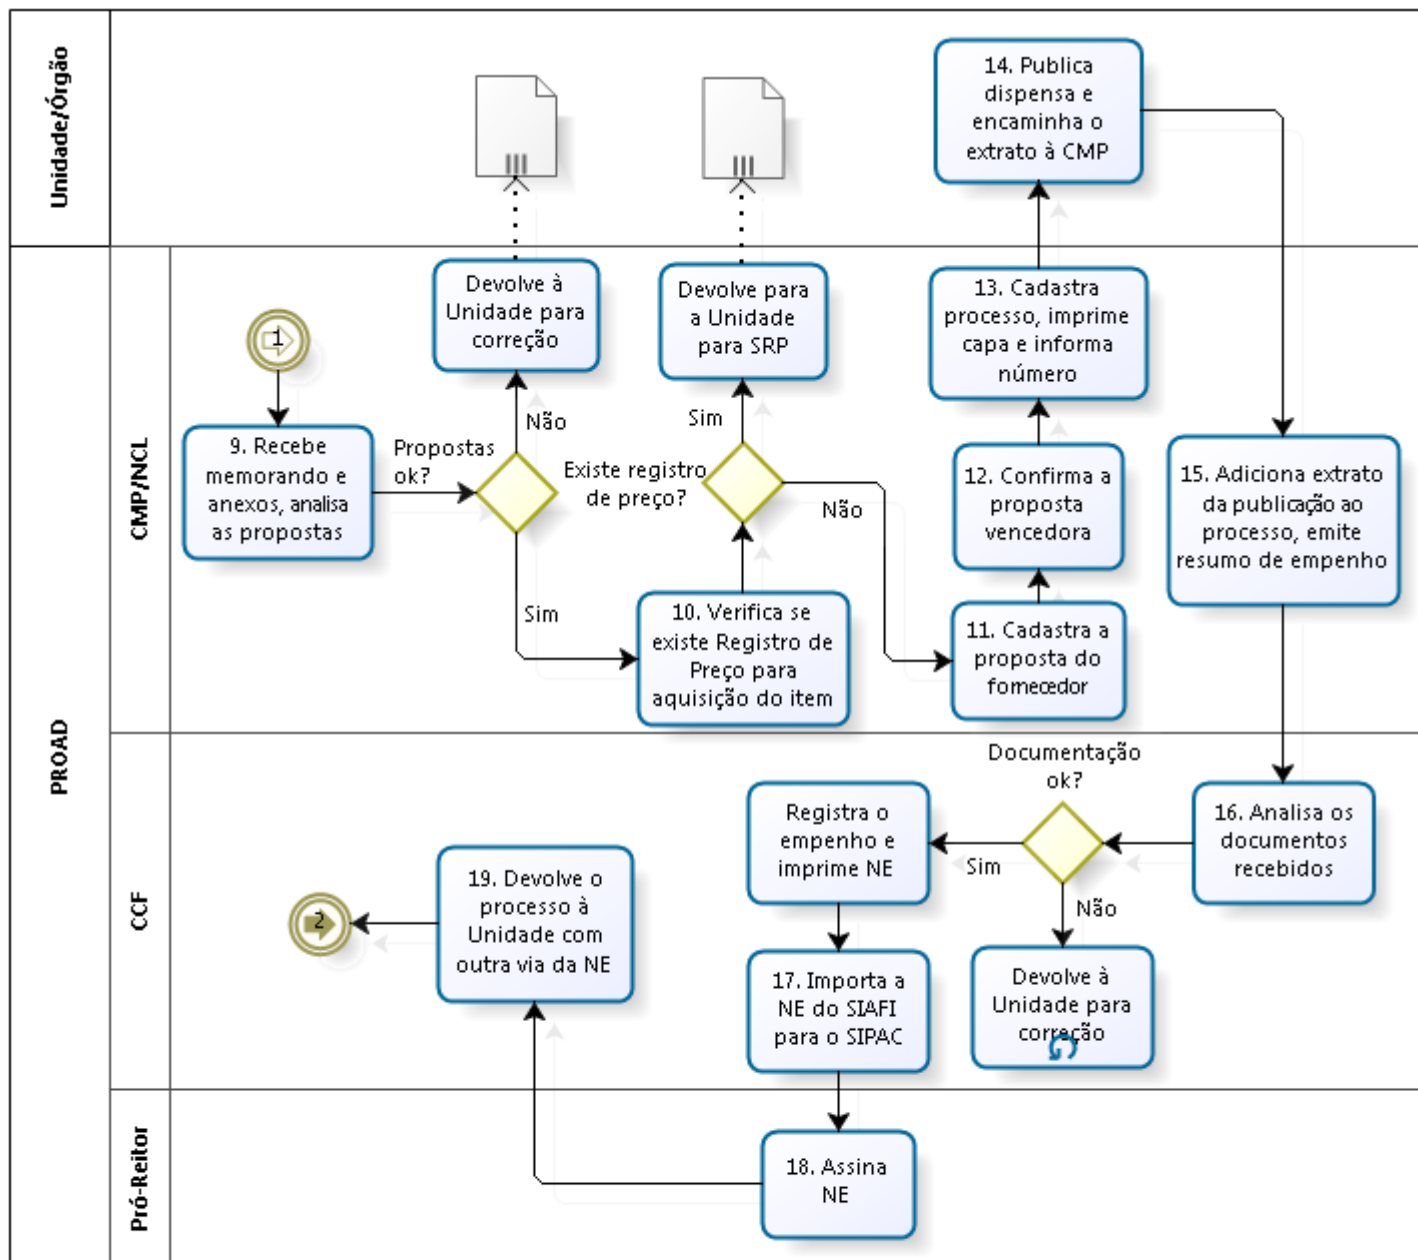 Unidade/Órgão
14. Publica
dispensa e
encaminha o
extrato à CMP
PROAD
CMP/NCL
1
9. Recebe
memorando e
anexos, analisa
as propostas
Propostas
ok?
Não
Devolve à
Unidade para
correção
Sim
10. Verifica se
existe Registro de
Preço para
aquisição do item
Existe registro
de preço?
Sim
Devolve para
a Unidade
para SRP
Não
11. Cadastra a
proposta do
fornecedor
12. Confirma a
proposta
vencedora
13. Cadastra
processo, imprime
capa e informa
número
15. Adiciona extrato
da publicação ao
processo, emite
resumo de empenho
CCF
16. Analisa os
documentos
recebidos
Documentação
ok?
Não
Devolve à
Unidade para
correção
Sim
Registra o
empenho e
imprime NE
17. Importa a
NE do SIAFI
para o SIPAC
19. Devolve o
processo à
Unidade com
outra via da NE
2
Pró-Reitor
18. Assina
NE